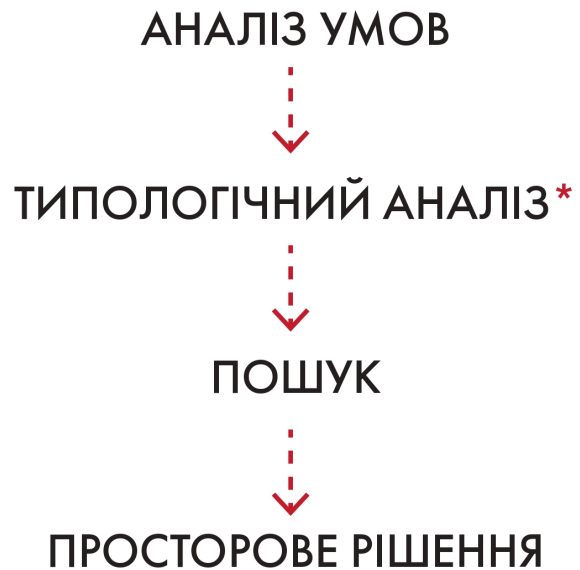 АНАЛІЗ УМОВ
ТИПОЛОГІЧНИЙ АНАЛІЗ*
ПОШУК
ПРОСТОРОВЕ РІШЕННЯ